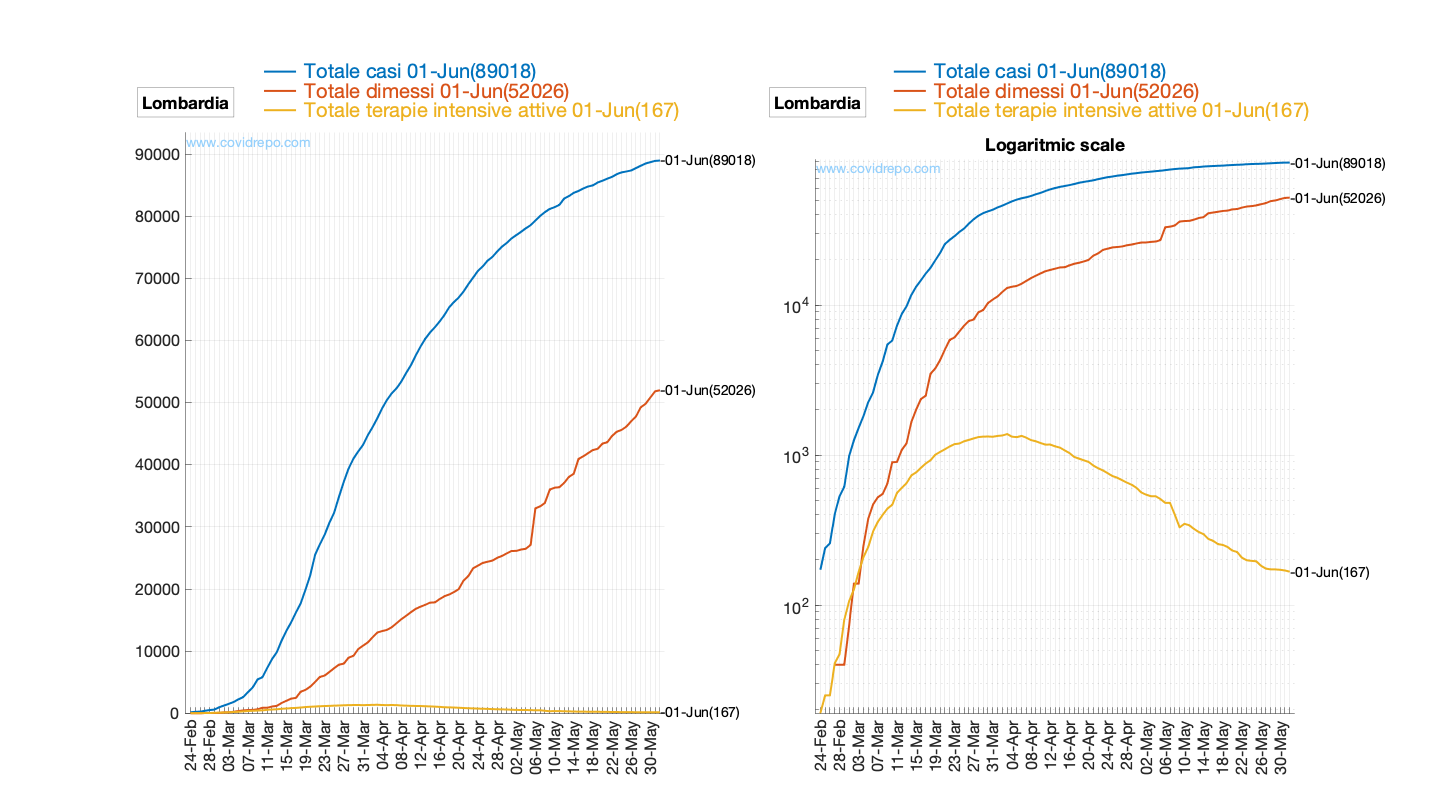 Lombardia
Totale casi 01-Jun(89018)
Totale dimessi 01-Jun(52026)
Totale terapie intensive attive 01-Jun(167)
www.covidrepo.com
90000
80000
70000
60000
50000
40000
30000
20000
10000
0
01-Jun(89018)
01-Jun(52026)
01-Jun(167)
24-Feb
28-Feb
03-Mar
07-Mar
11-Mar
15-Mar
19-Mar
23-Mar
27-Mar
31-Mar
04-Apr
08-Apr
12-Apr
16-Apr
20-Apr
24-Apr
28-Apr
02-May
06-May
10-May
14-May
18-May
22-May
26-May
30-May
Lombardia
Totale casi 01-Jun(89018)
Totale dimessi 01-Jun(52026)
Totale terapie intensive attive 01-Jun(167)
Logaritmic scale
www.covidrepo.com
10^4
10^3
10^2
01-Jun(89018)
01-Jun(52026)
01-Jun(167)
24-Feb
28-Feb
03-Mar
07-Mar
11-Mar
15-Mar
19-Mar
23-Mar
27-Mar
31-Mar
04-Apr
08-Apr
12-Apr
16-Apr
20-Apr
24-Apr
28-Apr
02-May
06-May
10-May
14-May
18-May
22-May
26-May
30-May